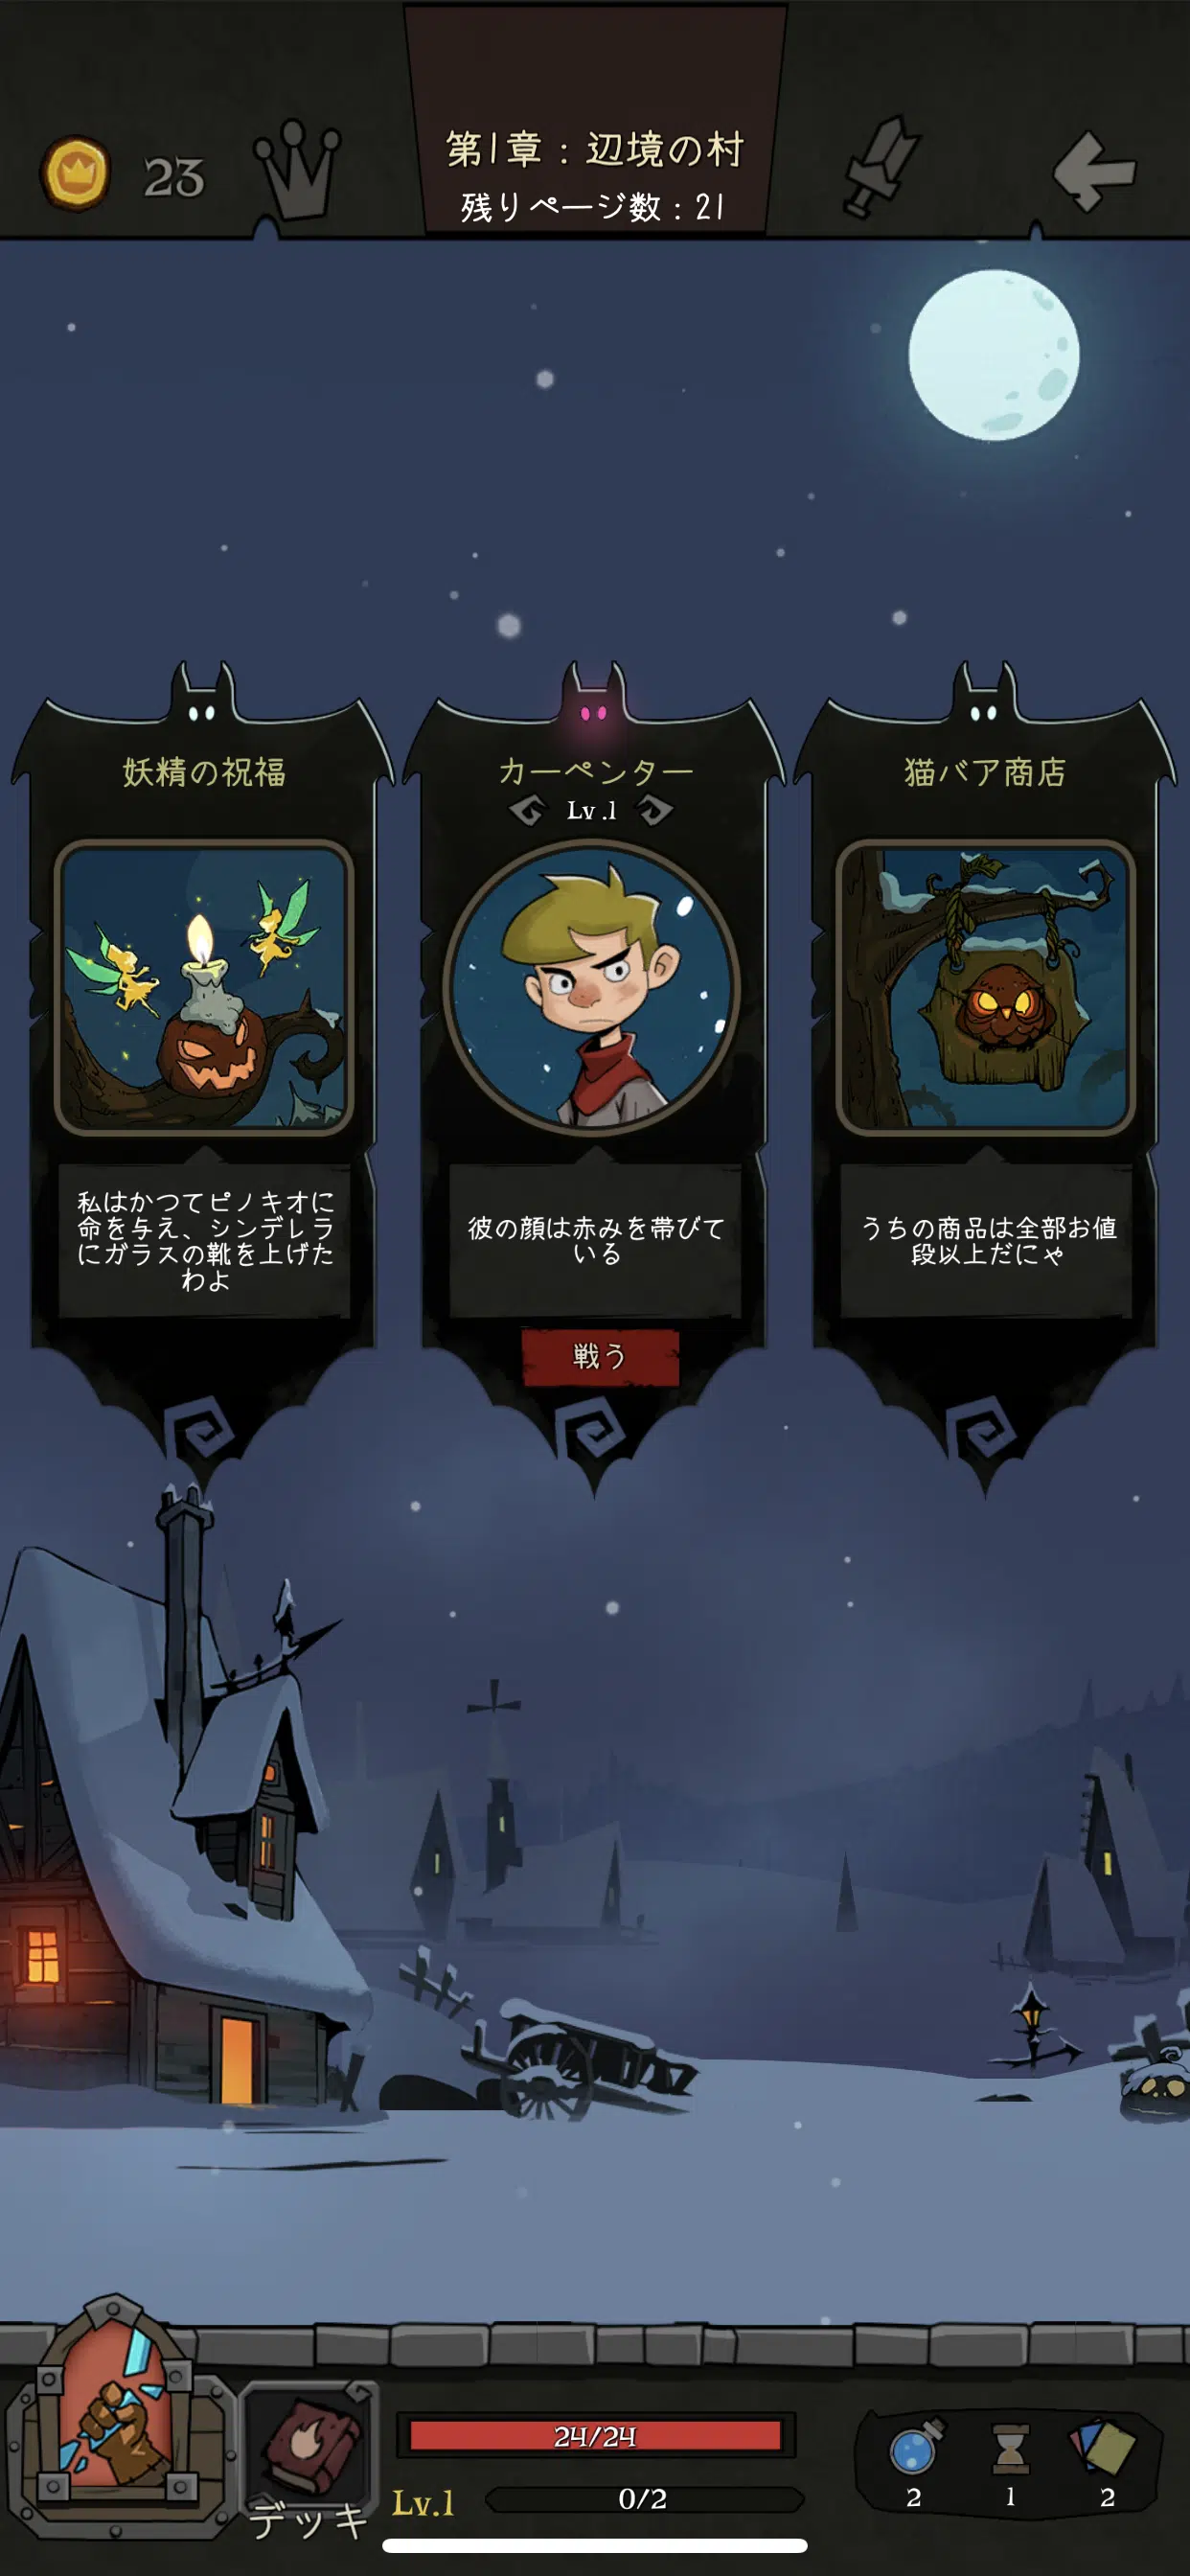 23
第1章：辺境の村
残りページ数：21
妖精の祝福
私はかつてピノキオに
命を与え、シンデレラ
にガラスの靴を上げた
わよ
カーペンター
Lv.1
彼の顔は赤みを帯びて
いる
戦う
猫バア商店
うちの商品は全部お値
段以上だにゃ
24/24
デッキ
Lv.1
0/2
2
1
2